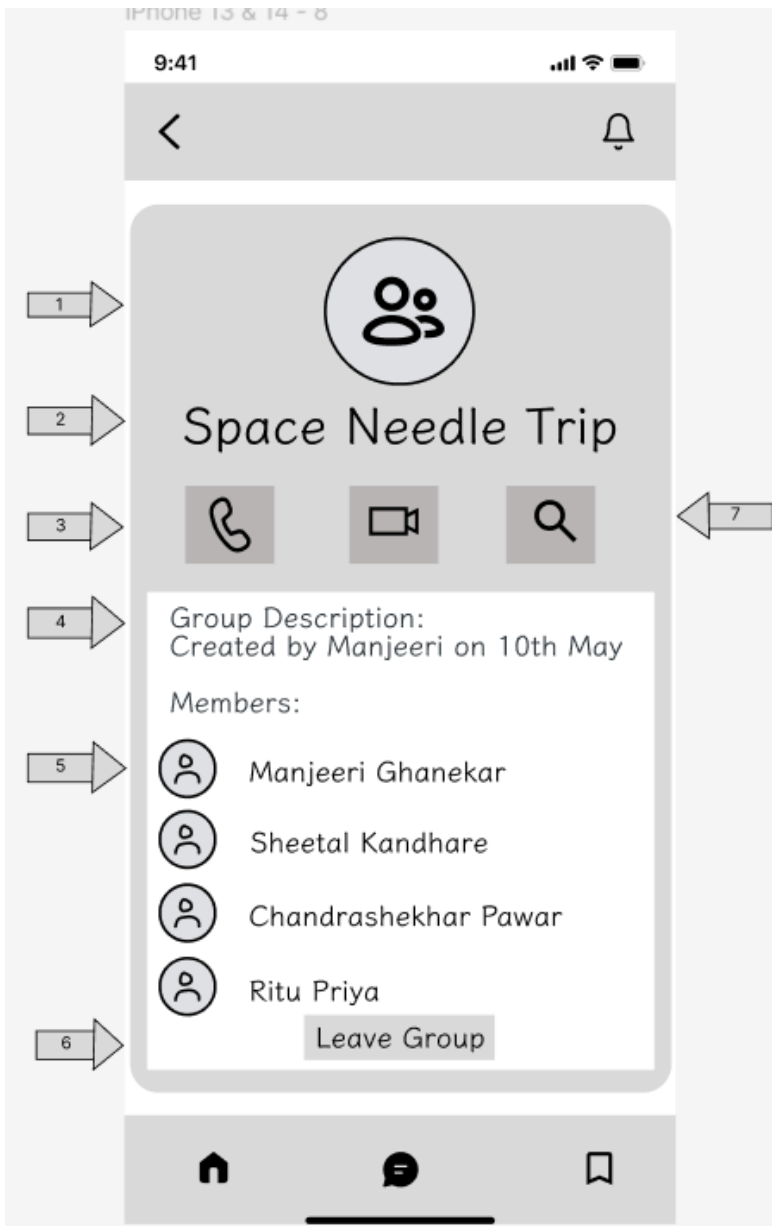 iPhone 13 & 14 - 8
9:41
1
2
Space Needle Trip
3
7
4
Group Description:
Created by Manjeeri on 10th May
Members:
5
Manjeeri Ghanekar
Sheetal Kandhare
Chandrashekhar Pawar
Ritu Priya
6
Leave Group